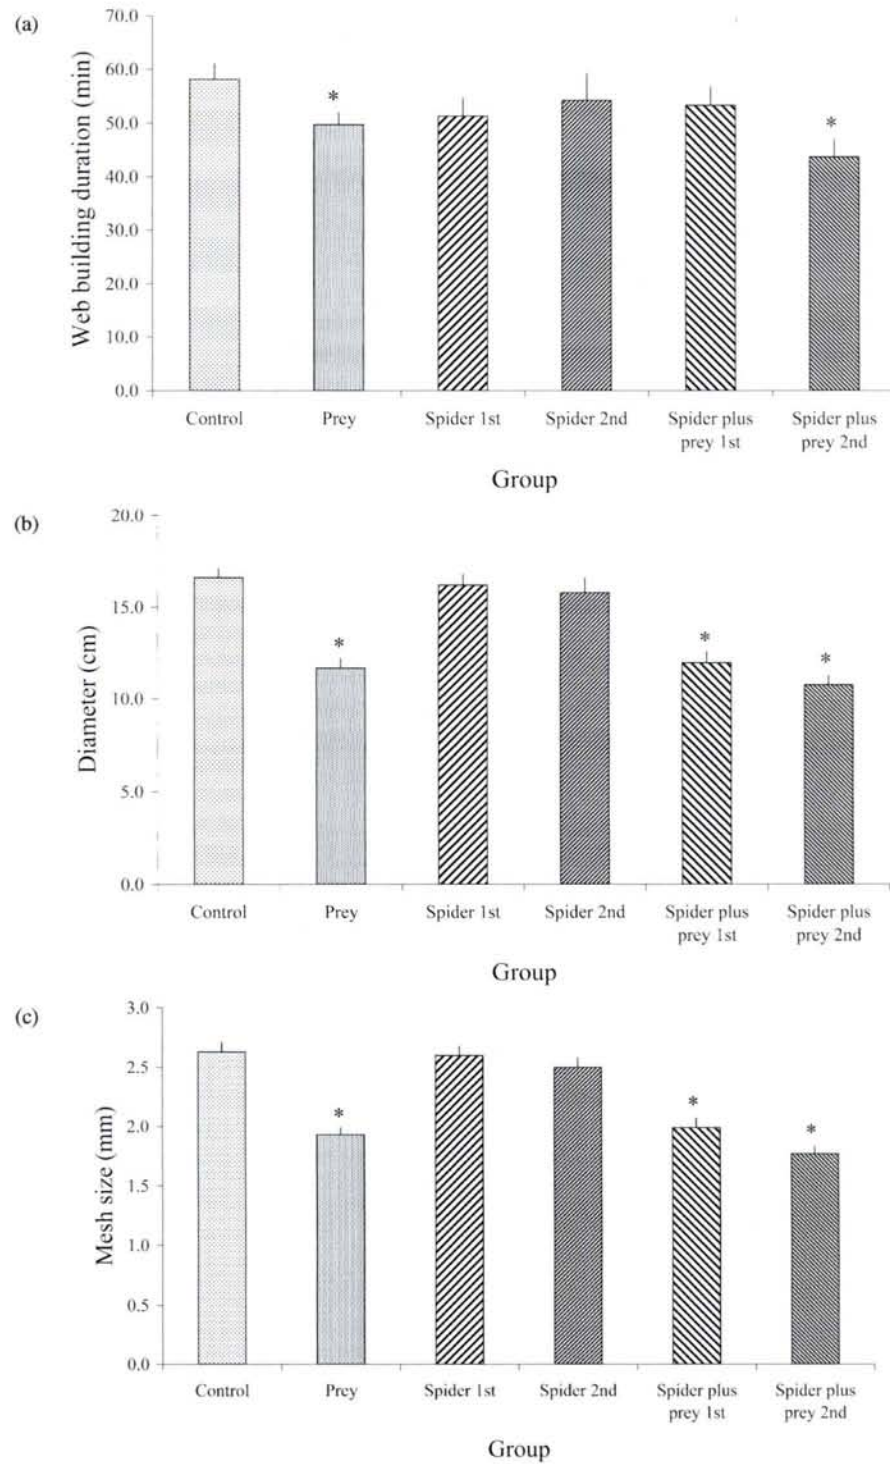 (a)
Web building duration (min)
70.0
60.0
50.0
40.0
30.0
20.0
10.0
0.0
*
*
Control
Prey
Spider 1st
Spider 2nd
Spider plus
prey 1st
Spider plus
prey 2nd
Group
(b)
Diameter (cm)
20.0
15.0
10.0
5.0
0.0
*
*
*
Control
Prey
Spider 1st
Spider 2nd
Spider plus
prey 1st
Spider plus
prey 2nd
Group
(c)
Mesh size (mm)
3.0
2.5
2.0
1.5
1.0
0.5
0.0
*
*
*
Control
Prey
Spider 1st
Spider 2nd
Spider plus
prey 1st
Spider plus
prey 2nd
Group